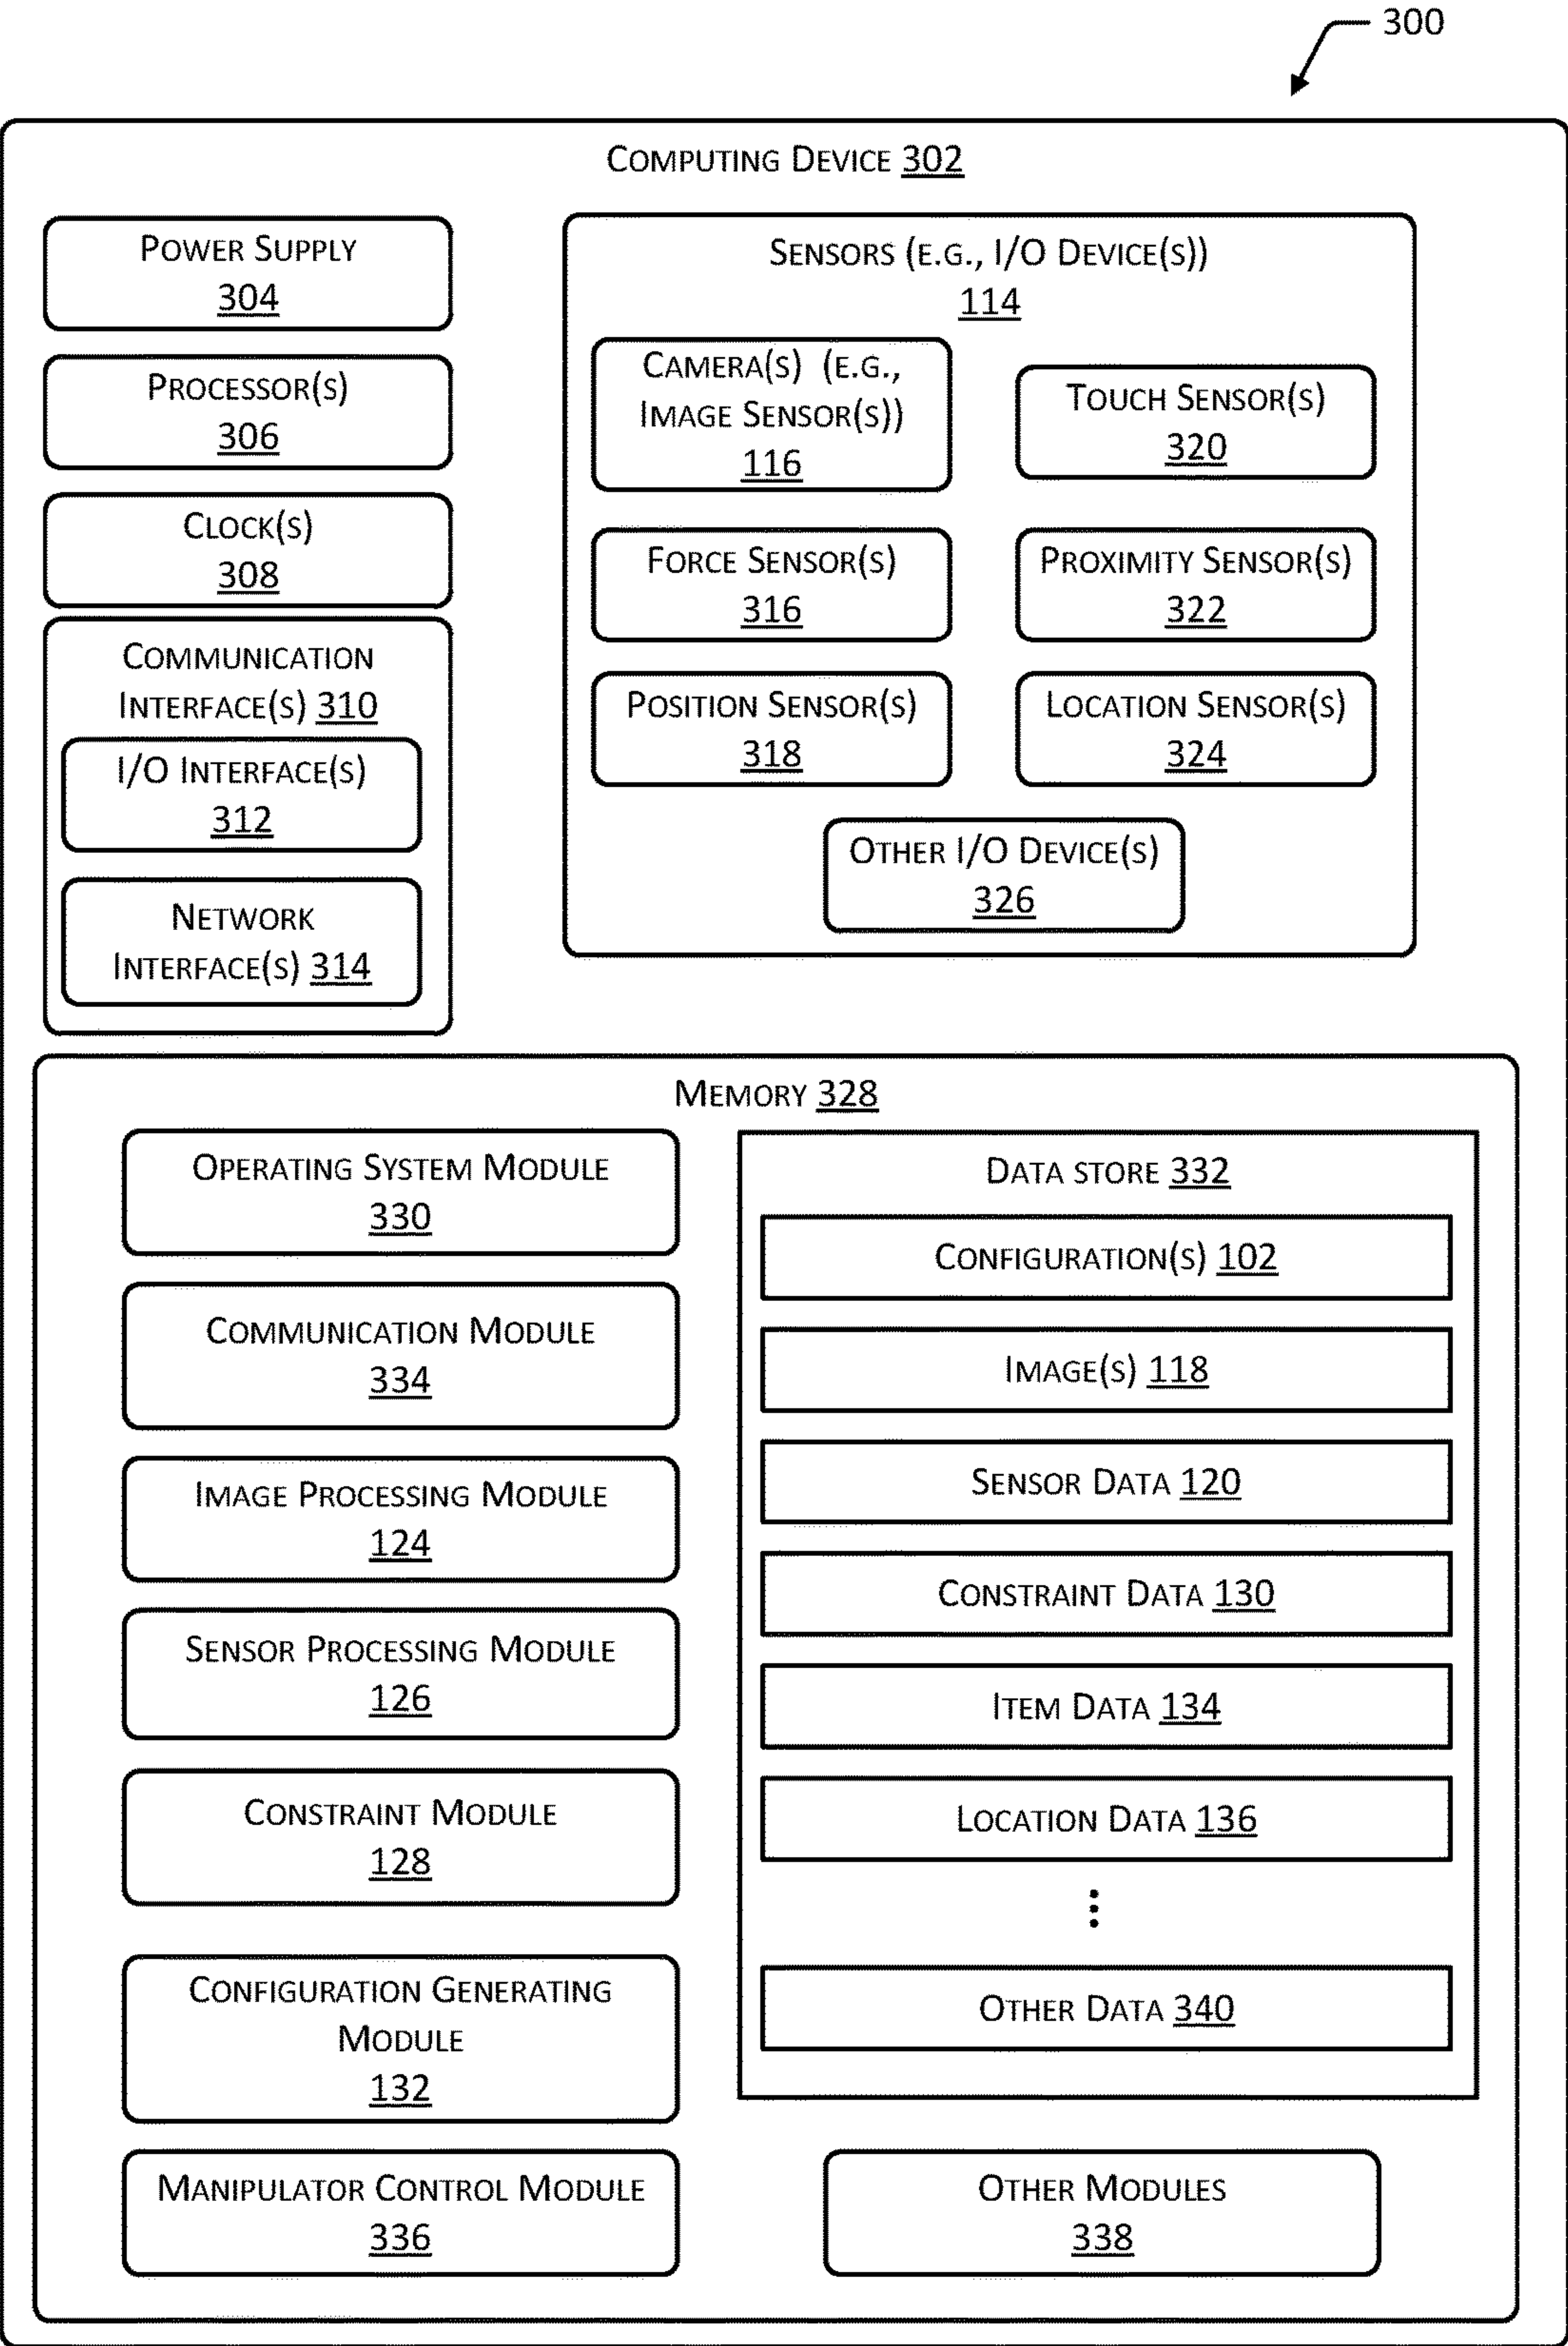 300
COMPUTING DEVICE 302
POWER SUPPLY
304
PROCESSOR(S)
306
CLOCK(S)
308
COMMUNICATION
INTERFACE(S) 310
I/O INTERFACE(S)
312
NETWORK
INTERFACE(S) 314
SENSORS (E.G., I/O DEVICE(S))
114
CAMERA(S) (E.G.,
IMAGE SENSOR(S))
116
TOUCH SENSOR(S)
320
FORCE SENSOR(S)
316
PROXIMITY SENSOR(S)
322
POSITION SENSOR(S)
318
LOCATION SENSOR(S)
324
OTHER I/O DEVICE(S)
326
MEMORY 328
OPERATING SYSTEM MODULE
330
COMMUNICATION MODULE
334
IMAGE PROCESSING MODULE
124
SENSOR PROCESSING MODULE
126
CONSTRAINT MODULE
128
CONFIGURATION GENERATING
MODULE
132
MANIPULATOR CONTROL MODULE
336
DATA STORE 332
CONFIGURATION(S) 102
IMAGE(S) 118
SENSOR DATA 120
CONSTRAINT DATA 130
ITEM DATA 134
LOCATION DATA 136
⋮
OTHER DATA 340
OTHER MODULES
338